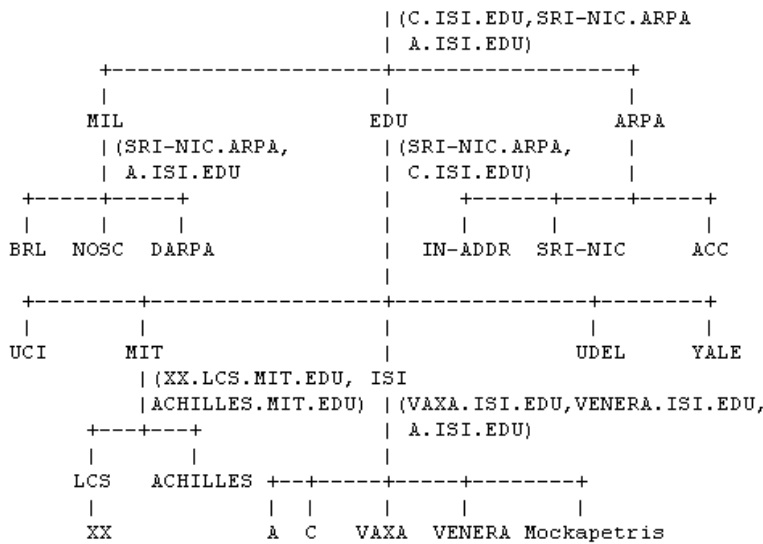 |(C.ISI.EDU,SRI-NIC.ARPA
| A.ISI.EDU)
+---------------------+------------------+
| | |
MIL EDU ARPA
|(SRI-NIC.ARPA, |(SRI-NIC.ARPA, |
| A.ISI.EDU | C.ISI.EDU) |
+-----+-----+ | +------+-----+-----+
| | | | | | |
BRL NOSC DARPA | IN-ADDR SRI-NIC ACC
|
+--------+------------------+---------------+--------+
| | | | |
UCI MIT | UDEL YALE
|(XX.LCS.MIT.EDU, ISI
|ACHILLES.MIT.EDU) |(VAXA.ISI.EDU,VENERA.ISI.EDU,
+---+---+ | A.ISI.EDU)
| | |
LCS ACHILLES +--+-----+-----+--------+
| | | | | |
XX A C VAXA VENERA Mockapetris